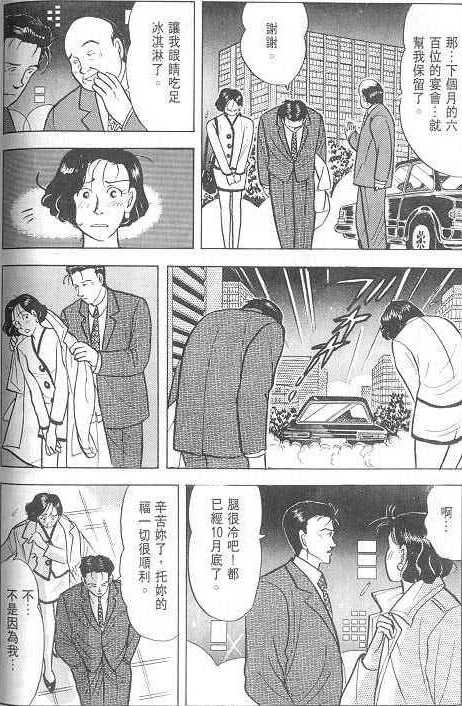 那…下個月的六
百位的宴會…就
幫我保留了。
謝謝。
讓我眼睛吃足
冰淇淋了。
啊…
腿很冷吧！都
已經10月底了。
辛苦妳了，托妳的
福一切很順利。
不…
不是因為我…